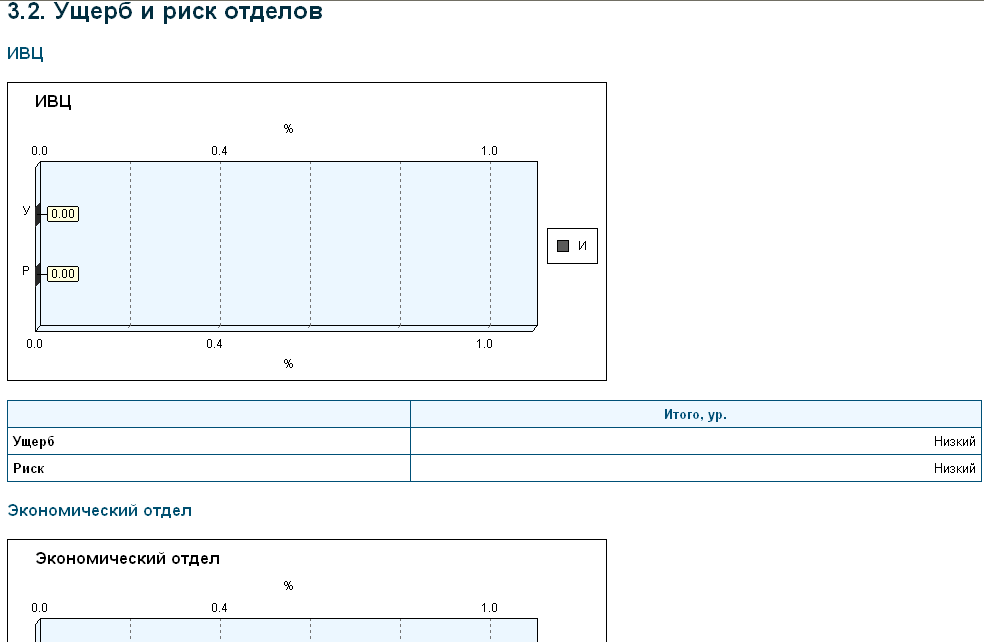 3.2. Ущерб и риск отделов
ИВЦ
ИВЦ
%
0.0 0.4 1.0
У 0.00
И
Р 0.00
0.0 0.4 1.0
%
Итого, ур.
Ущерб Низкий
Риск Низкий
Экономический отдел
Экономический отдел
%
0.0 0.4 1.0